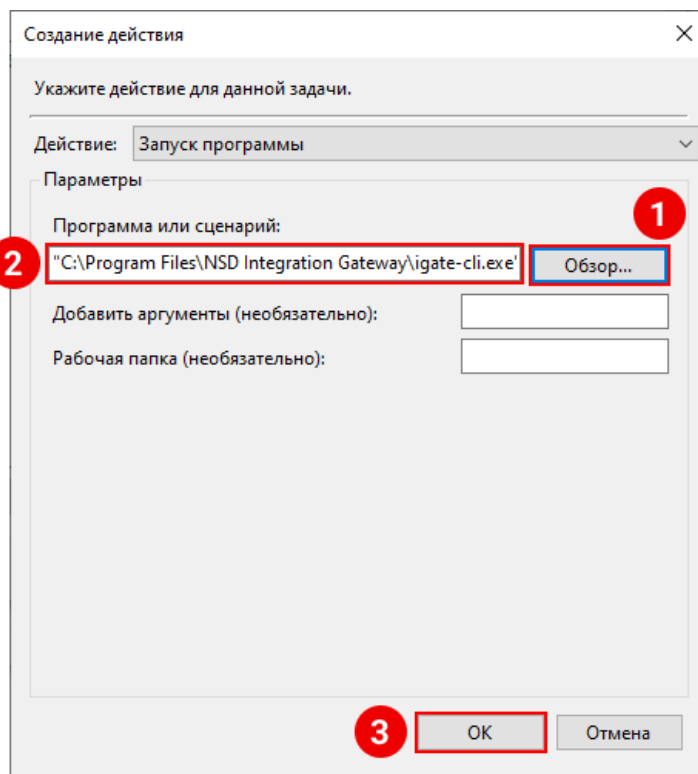 Создание действия
Укажите действие для данной задачи.
Действие: Запуск программы
Параметры
1
Программа или сценарий:
2 "C:\Program Files\NSD Integration Gateway\igate-cli.exe" Обзор...
Добавить аргументы (необязательно):
Рабочая папка (необязательно):
3 ОК Отмена